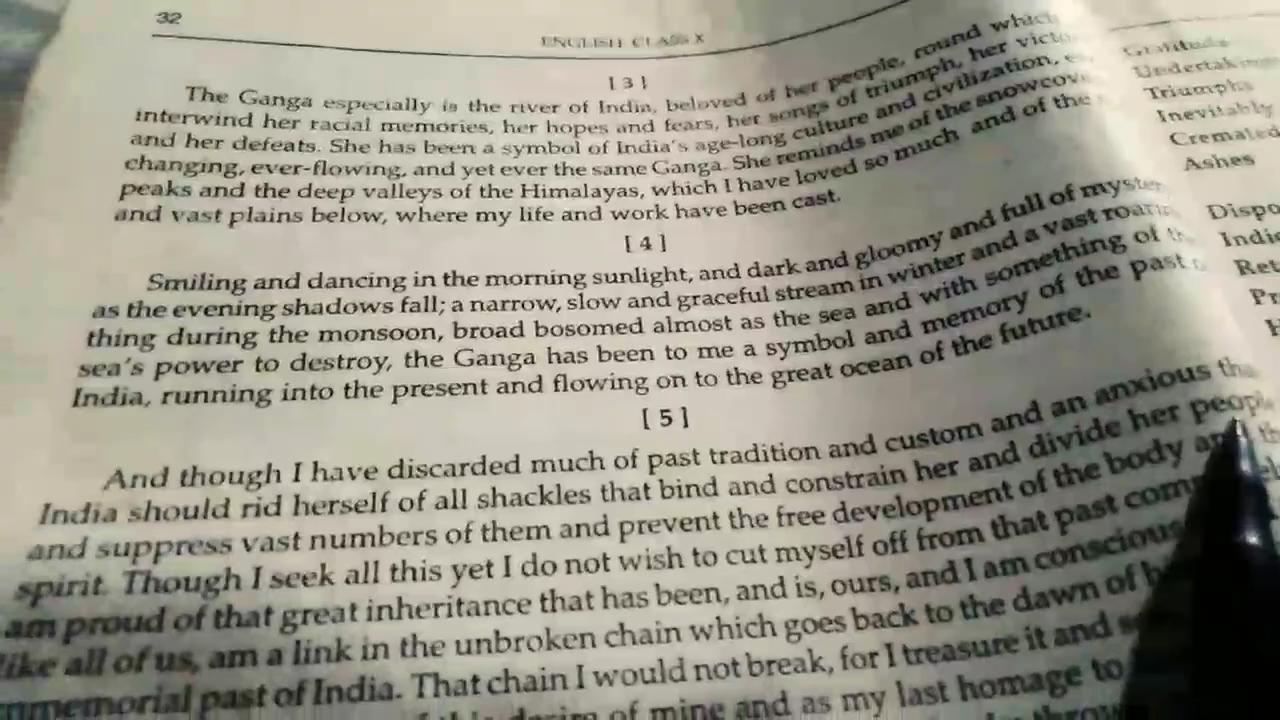 32
ENGLISH CLASS X
[3]
The Ganga especially is the river of India, beloved of her people, round which
interwind her racial memories, her hopes and fears, her songs of triumph, her
and her defeats. She has been a symbol of India's age-long culture and civilization,
changing, ever-flowing, and yet ever the same Ganga. She reminds me of the
peaks and the deep valleys of the Himalayas, which I have loved so much and of the
and vast plains below, where my life and work have been cast.
[4]
Smiling and dancing in the morning sunlight, and dark and gloomy and full of
as the evening shadows fall; a narrow, slow and graceful stream in winter and a vast
thing during the monsoon, broad bosomed almost as the sea and with something of
sea's power to destroy, the Ganga has been to me a symbol and memory of the past
India, running into the present and flowing on to the great ocean of the future.
[5]
And though I have discarded much of past tradition and custom and an anxious
India should rid herself of all shackles that bind and constrain her and divide her
and suppress vast numbers of them and prevent the free development of the body
spirit. Though I seek all this yet I do not wish to cut myself off from that past
am proud of that great inheritance that has been, and is, ours, and I am conscious
like all of us, am a link in the unbroken chain which goes back to the dawn of
past of India. That chain I would not break, for I treasure it and
desire of mine and as my last homage to
Gratitude
Triumphs
Inevitably
Cremated
Ashes